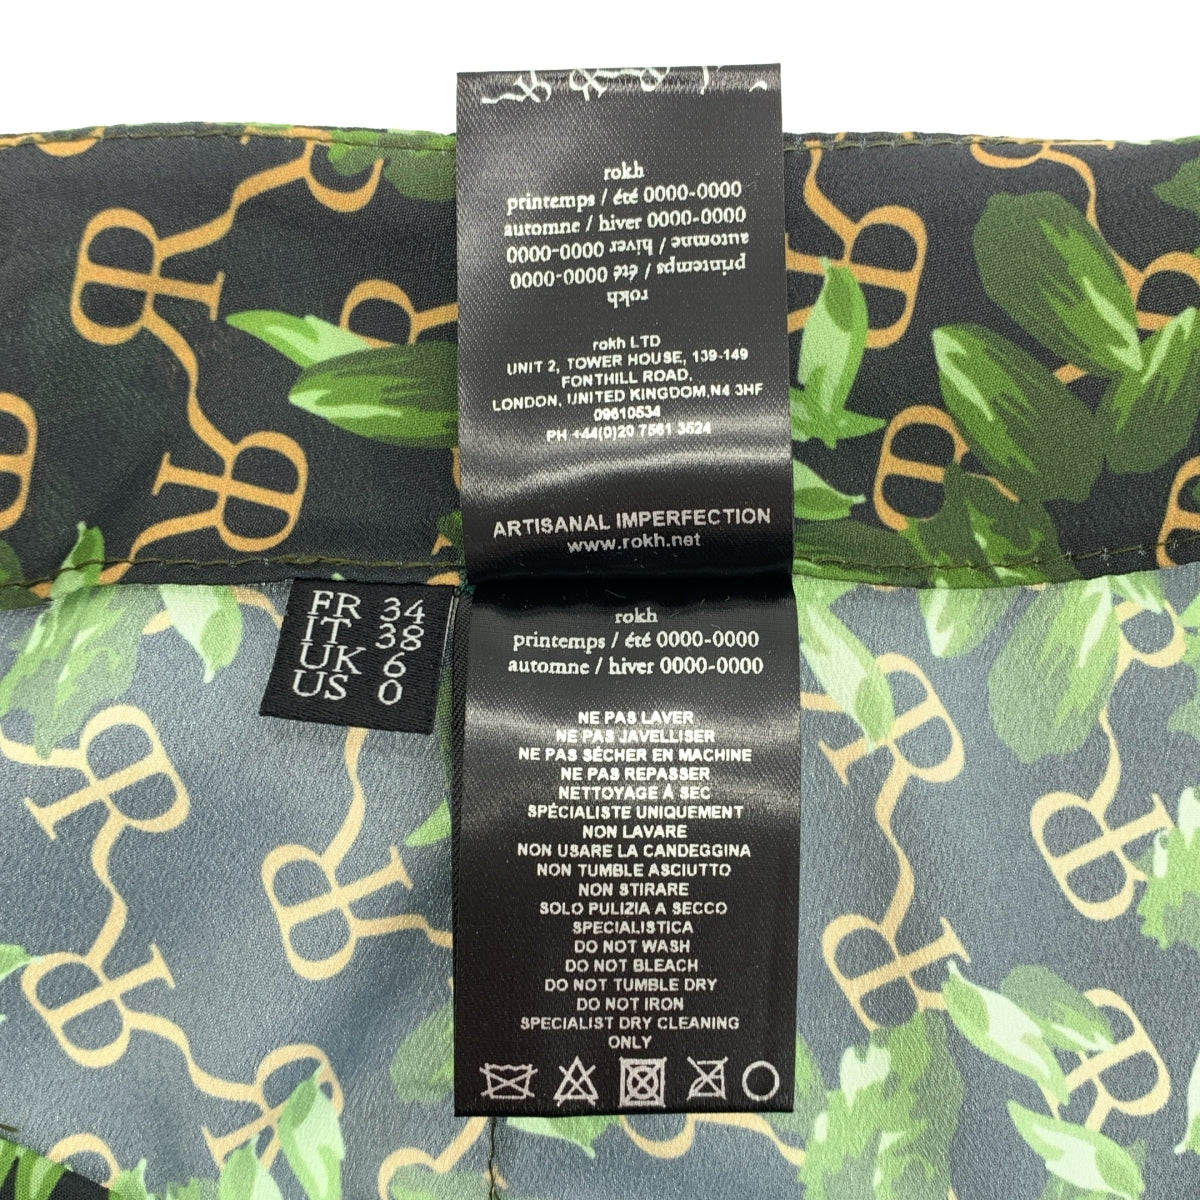 rokh
printemps / été 0000-0000
automne / hiver 0000-0000
automne / hiver 0000-0000
printemps / été 0000-0000
rokh
rokh LTD
UNIT 2, TOWER HOUSE, 139-149
FONTHILL ROAD,
LONDON, UNITED KINGDOM,N4 3HF
09610534
PH +44(0)20 7561 3524
ARTISANAL IMPERFECTION
www.rokh.net
FR 34
IT 38
UK 6
US 0
rokh
printemps / été 0000-0000
automne / hiver 0000-0000
NE PAS LAVER
NE PAS JAVELLISER
NE PAS SÉCHER EN MACHINE
NE PAS REPASSER
NETTOYAGE À SEC
SPÉCIALISTE UNIQUEMENT
NON LAVARE
NON USARE LA CANDEGGINA
NON TUMBLE ASCIUTTO
NON STIRARE
SOLO PULIZIA A SECCO
SPECIALISTICA
DO NOT WASH
DO NOT BLEACH
DO NOT TUMBLE DRY
DO NOT IRON
SPECIALIST DRY CLEANING
ONLY